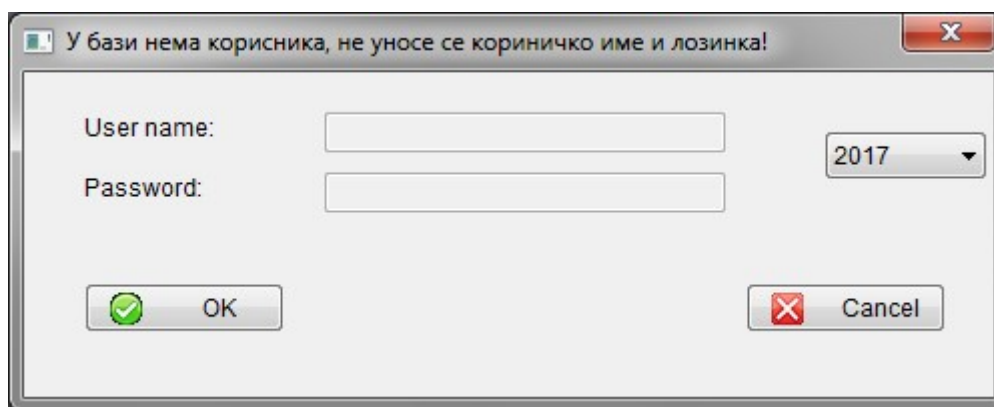 У бази нема корисника, не уносе се кориничко име и лозинка!
User name:
2017
Password:
OK
Cancel